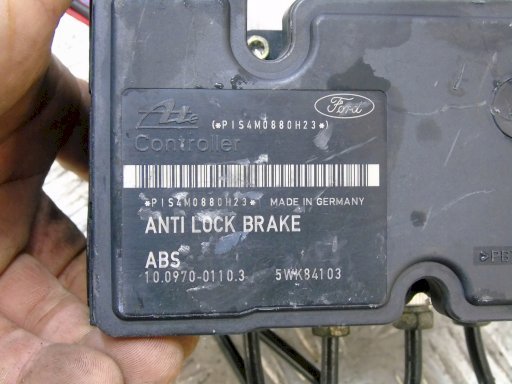 Ate
Ford
(*P1S4M0880H23*)
Controller
*P1S4M0880H23* MADE IN GERMANY
ANTI LOCK BRAKE
ABS
10.0970-0110.3 5WK84103